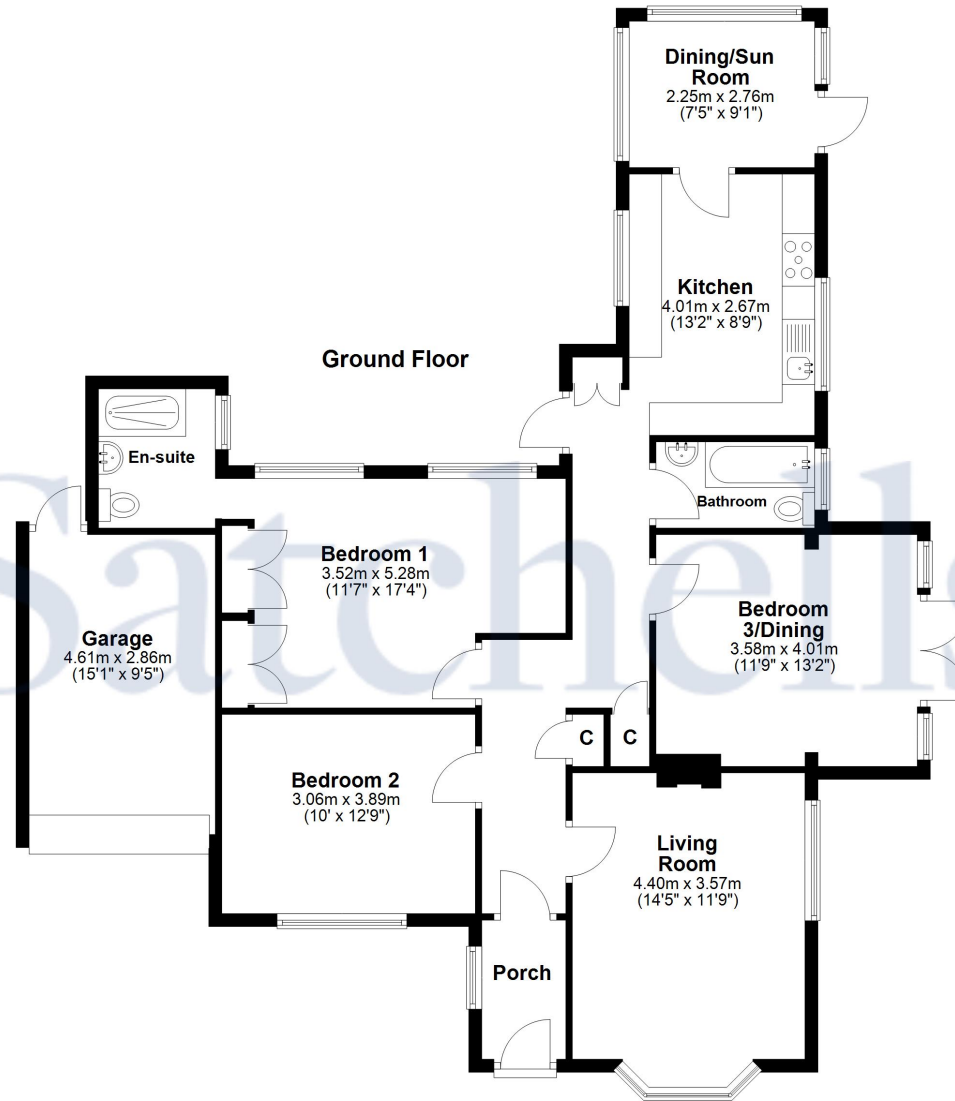 Dining/Sun
Room
2.25m x 2.76m
(7'5" x 9'1")
Kitchen
4.01m x 2.67m
(13'2" x 8'9")
Ground Floor
En-suite
Bathroom
Bedroom 1
3.52m x 5.28m
(11'7" x 17'4")
Garage
4.61m x 2.86m
(15'1" x 9'5")
Bedroom
3/Dining
3.58m x 4.01m
(11'9" x 13'2")
C
C
Bedroom 2
3.06m x 3.89m
(10' x 12'9")
Living
Room
4.40m x 3.57m
(14'5" x 11'9")
Porch
Satchells